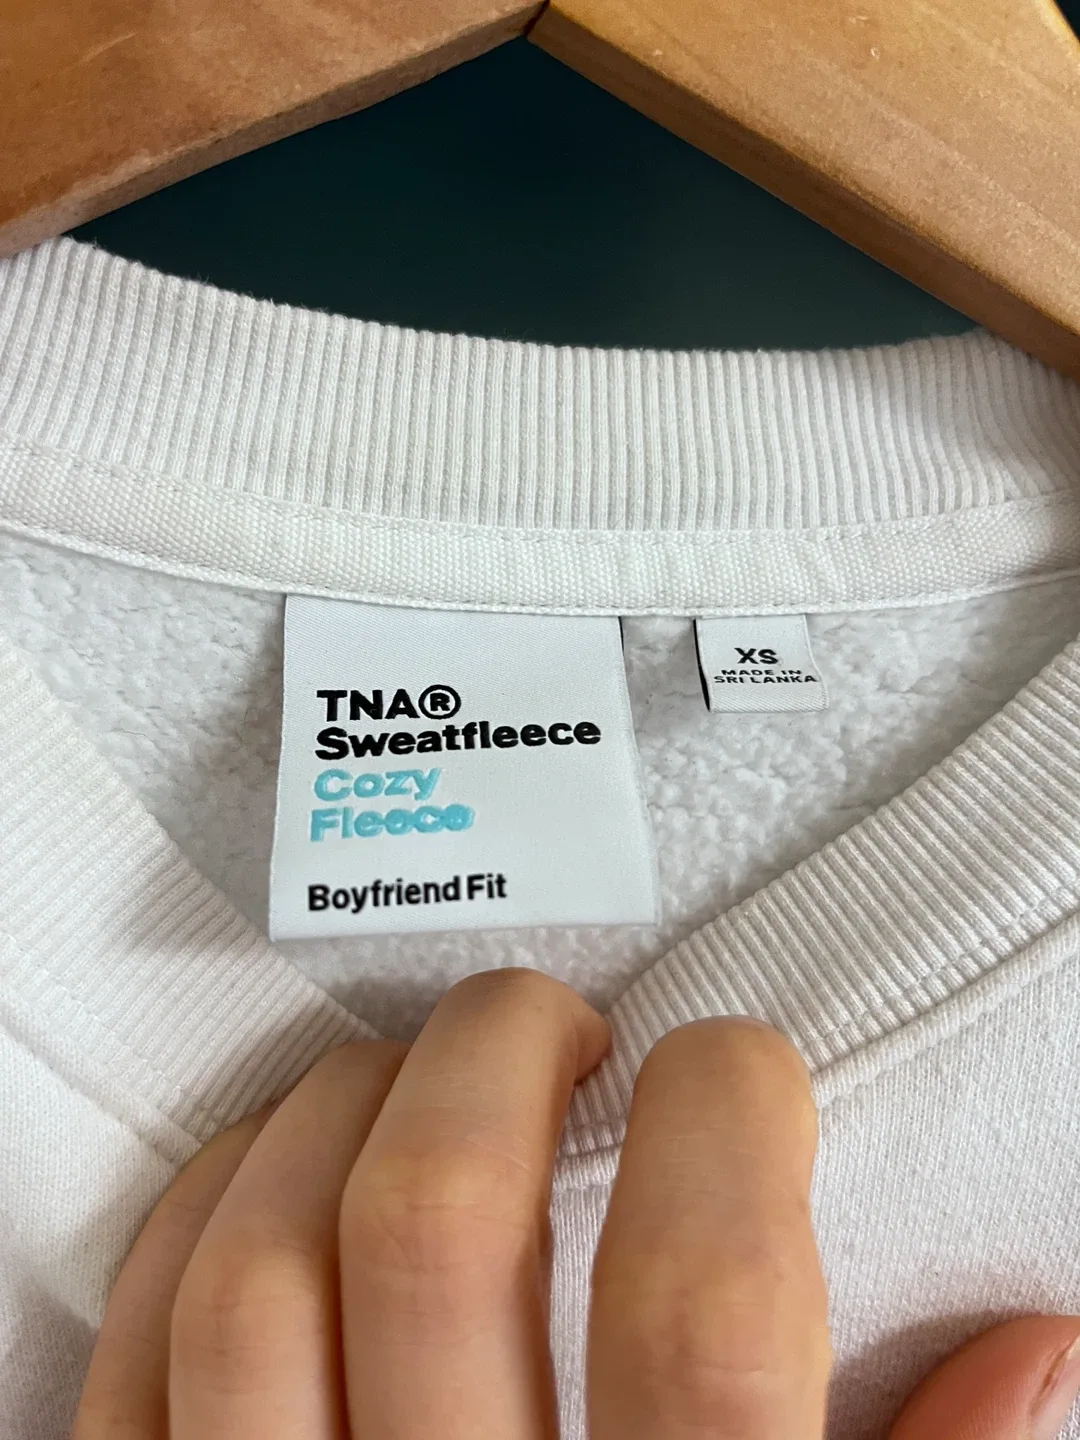 TNA®
Sweatfleece
Cozy
Fleece
Boyfriend Fit
XS
MADE IN
SRI LANKA